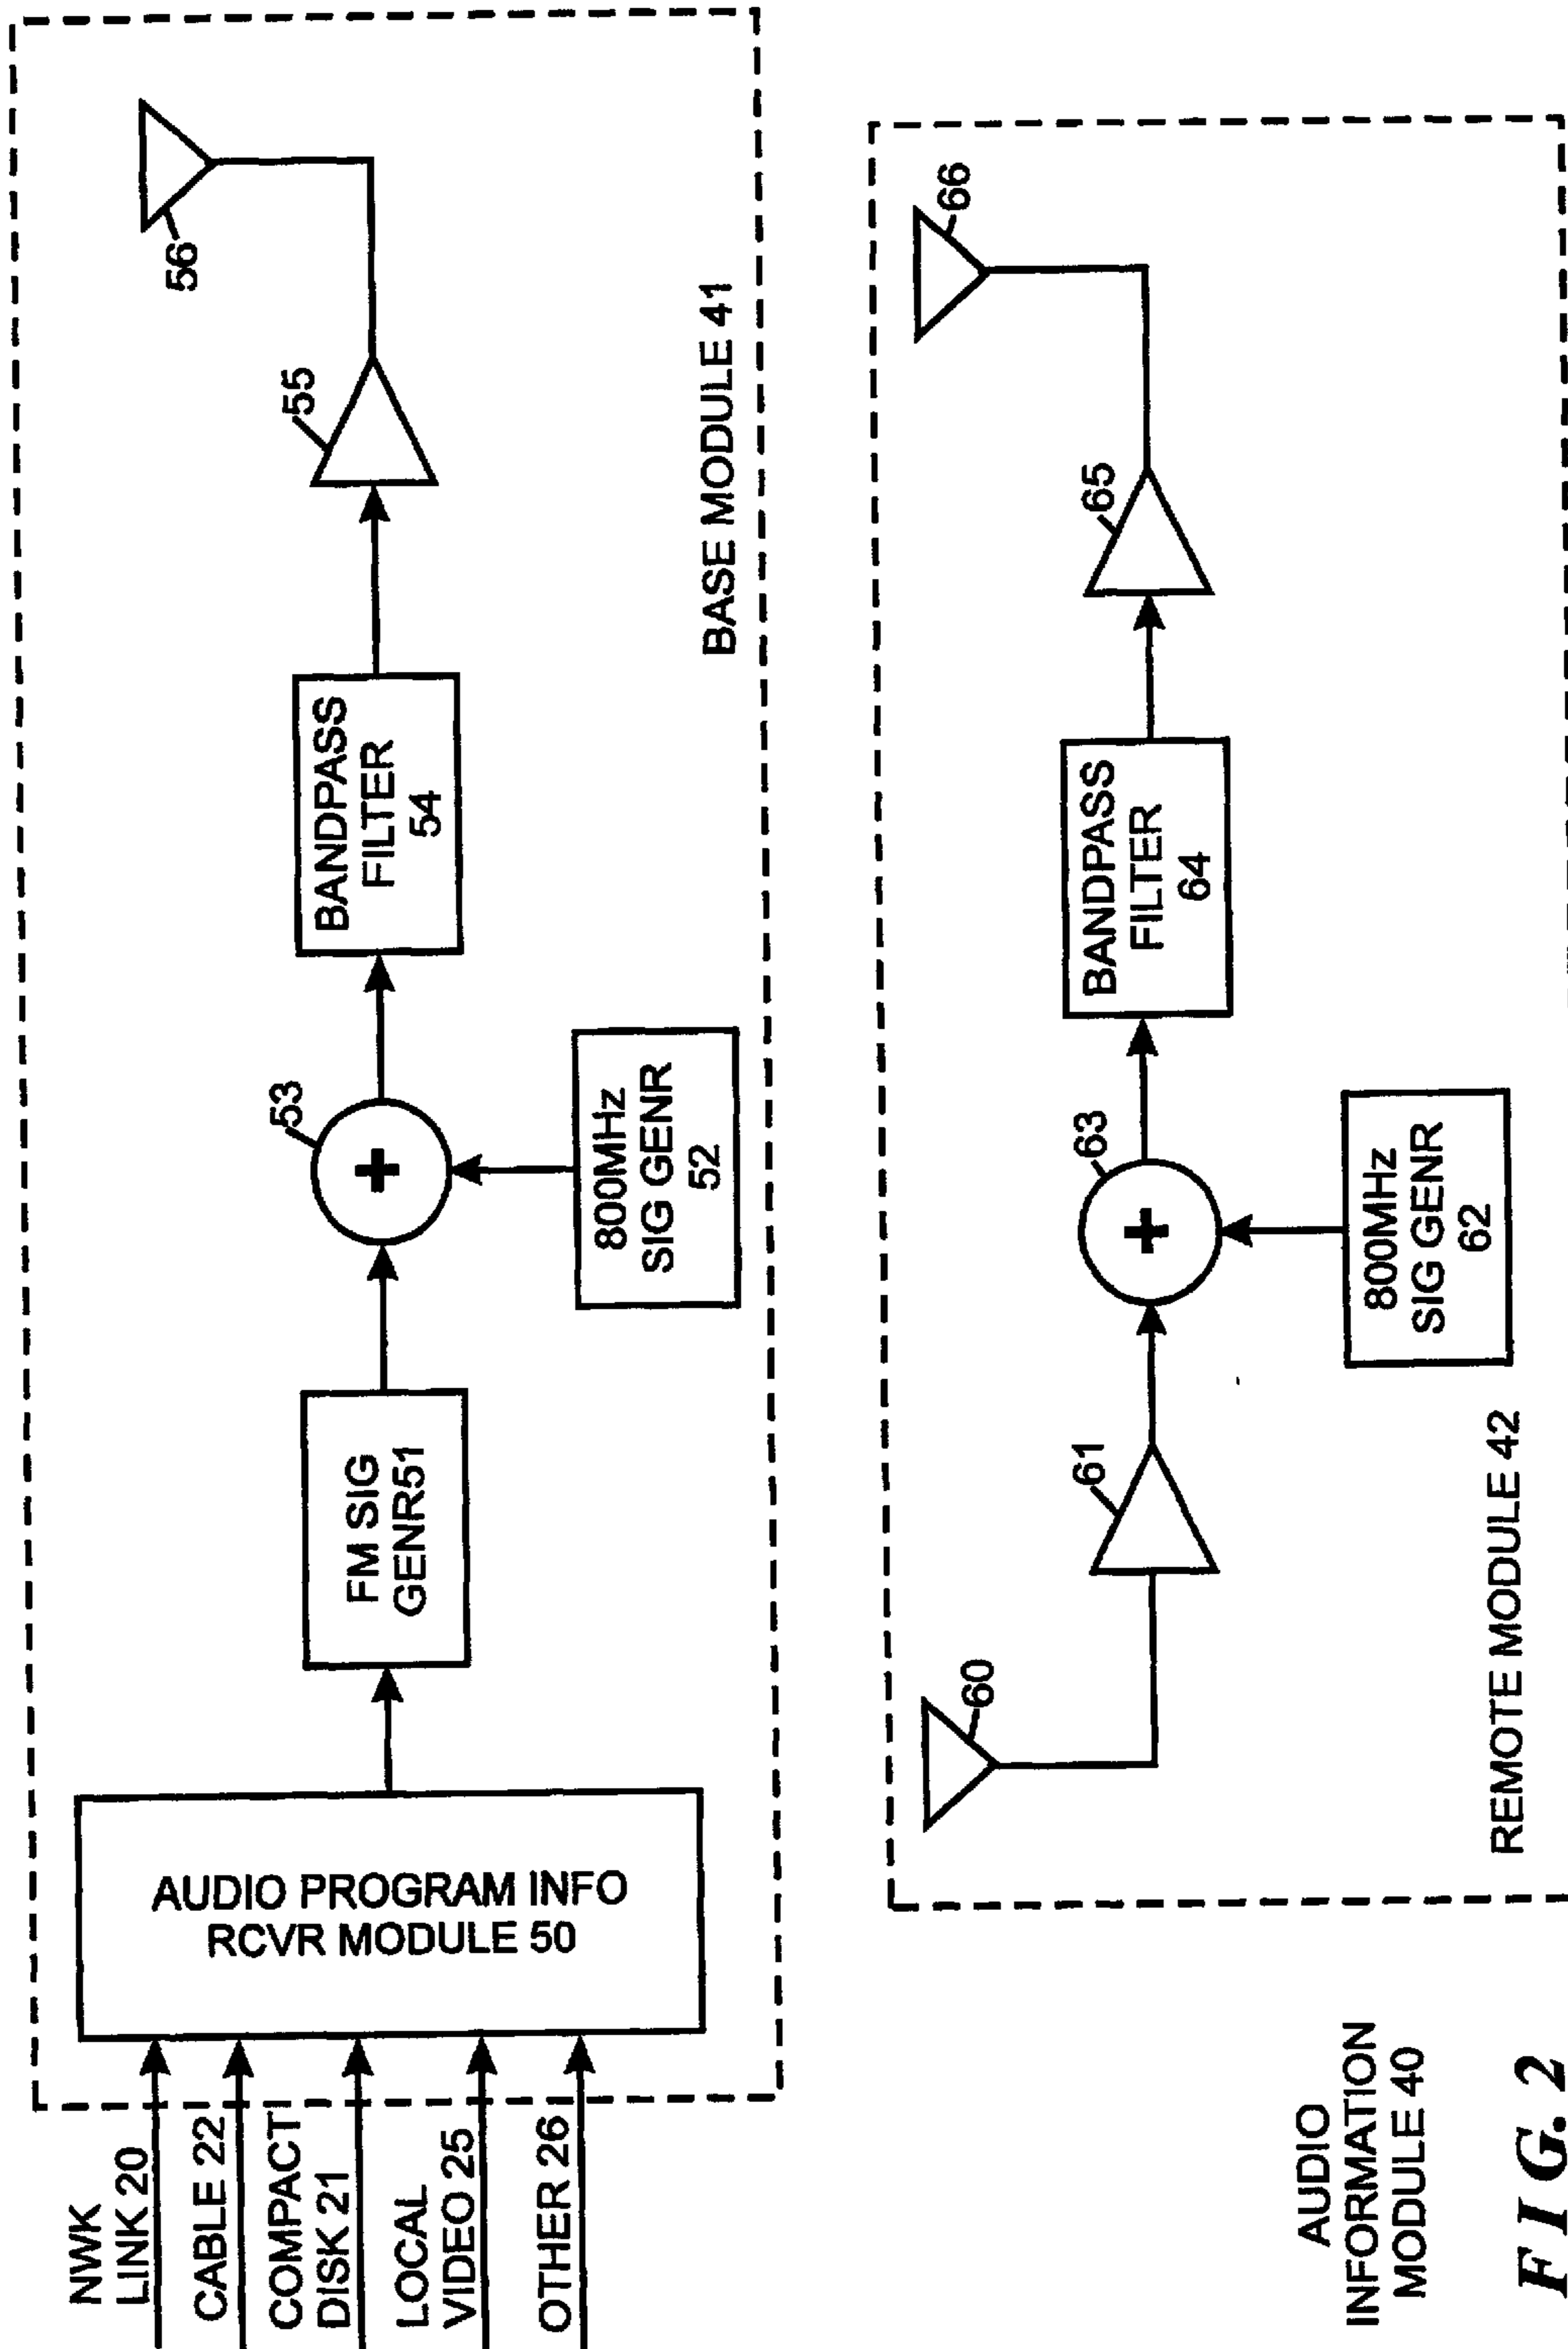 NWK
LINK 20
CABLE 22
COMPACT
DISK 21
LOCAL
VIDEO 25
OTHER 26
AUDIO PROGRAM INFO
RCVR MODULE 50
FM SIG
GENR51
53
800MHz
SIG GENR
52
BANDPASS
FILTER
54
55
56
BASE MODULE 41
60
61
63
800MHz
SIG GENR
62
BANDPASS
FILTER
64
65
66
REMOTE MODULE 42
AUDIO
INFORMATION
MODULE 40
FIG. 2